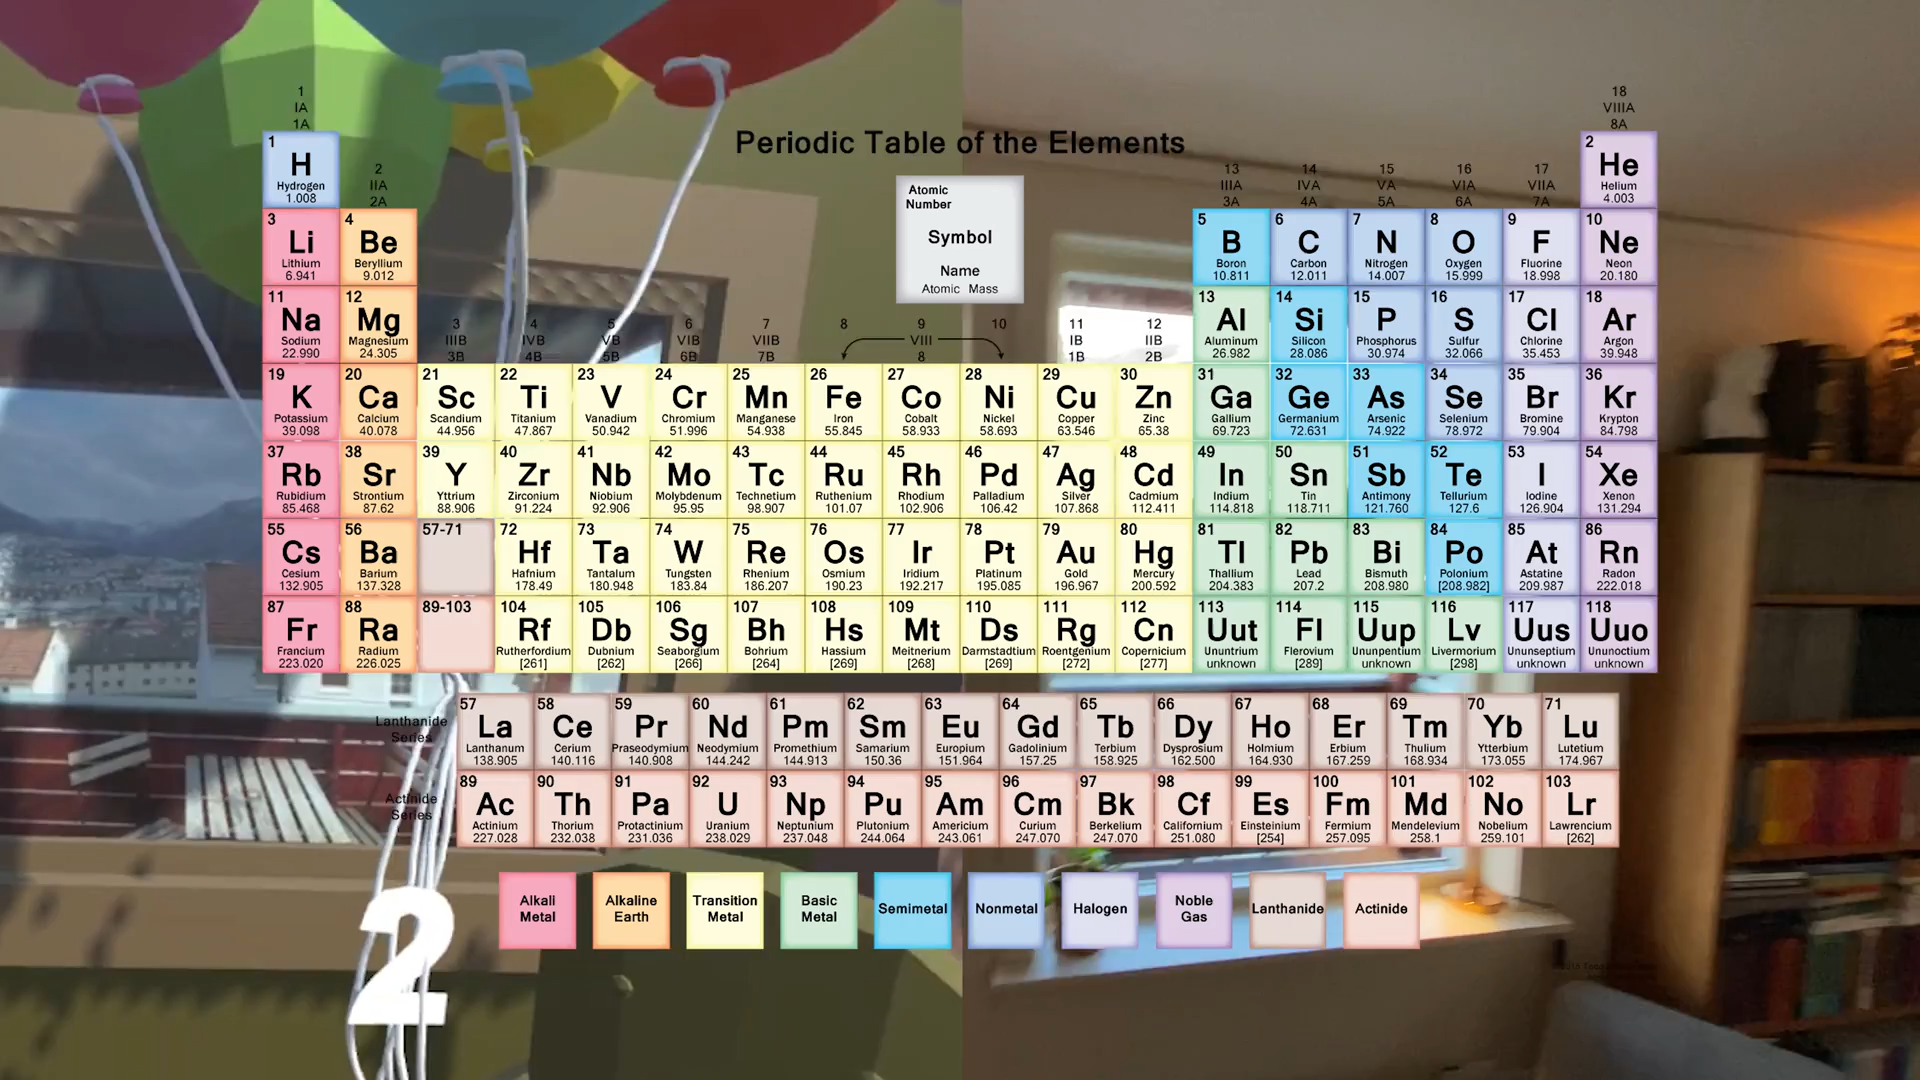 1
IA
1A
18
VIIIA
8A
Periodic Table of the Elements
1
H
Hydrogen
1.008
2
IIA
2A
13
IIIA
3A
14
IVA
4A
15
VA
5A
16
VIA
6A
17
VIIA
7A
2
He
Helium
4.003
Atomic
Number
Symbol
Name
Atomic Mass
3
Li
Lithium
6.941
4
Be
Beryllium
9.012
5
B
Boron
10.811
6
C
Carbon
12.011
7
N
Nitrogen
14.007
8
O
Oxygen
15.999
9
F
Fluorine
18.998
10
Ne
Neon
20.180
11
Na
Sodium
22.990
12
Mg
Magnesium
24.305
3
IIIB
3B
4
IVB
4B
5
VB
5B
6
VIB
6B
7
VIIB
7B
8
9
VIII
8
10
11
IB
1B
12
IIB
2B
13
Al
Aluminum
26.982
14
Si
Silicon
28.086
15
P
Phosphorus
30.974
16
S
Sulfur
32.066
17
Cl
Chlorine
35.453
18
Ar
Argon
39.948
19
K
Potassium
39.098
20
Ca
Calcium
40.078
21
Sc
Scandium
44.956
22
Ti
Titanium
47.867
23
V
Vanadium
50.942
24
Cr
Chromium
51.996
25
Mn
Manganese
54.938
26
Fe
Iron
55.845
27
Co
Cobalt
58.933
28
Ni
Nickel
58.693
29
Cu
Copper
63.546
30
Zn
Zinc
65.38
31
Ga
Gallium
69.723
32
Ge
Germanium
72.631
33
As
Arsenic
74.922
34
Se
Selenium
78.972
35
Br
Bromine
79.904
36
Kr
Krypton
84.798
37
Rb
Rubidium
85.468
38
Sr
Strontium
87.62
39
Y
Yttrium
88.906
40
Zr
Zirconium
91.224
41
Nb
Niobium
92.906
42
Mo
Molybdenum
95.95
43
Tc
Technetium
98.907
44
Ru
Ruthenium
101.07
45
Rh
Rhodium
102.906
46
Pd
Palladium
106.42
47
Ag
Silver
107.868
48
Cd
Cadmium
112.411
49
In
Indium
114.818
50
Sn
Tin
118.711
51
Sb
Antimony
121.760
52
Te
Tellurium
127.6
53
I
Iodine
126.904
54
Xe
Xenon
131.294
55
Cs
Cesium
132.905
56
Ba
Barium
137.328
57-71
72
Hf
Hafnium
178.49
73
Ta
Tantalum
180.948
74
W
Tungsten
183.84
75
Re
Rhenium
186.207
76
Os
Osmium
190.23
77
Ir
Iridium
192.217
78
Pt
Platinum
195.085
79
Au
Gold
196.967
80
Hg
Mercury
200.592
81
Tl
Thallium
204.383
82
Pb
Lead
207.2
83
Bi
Bismuth
208.980
84
Po
Polonium
[208.982]
85
At
Astatine
209.987
86
Rn
Radon
222.018
87
Fr
Francium
223.020
88
Ra
Radium
226.025
89-103
104
Rf
Rutherfordium
[261]
105
Db
Dubnium
[262]
106
Sg
Seaborgium
[266]
107
Bh
Bohrium
[264]
108
Hs
Hassium
[269]
109
Mt
Meitnerium
[268]
110
Ds
Darmstadtium
[269]
111
Rg
Roentgenium
[272]
112
Cn
Copernicium
[277]
113
Uut
Ununtrium
unknown
114
Fl
Flerovium
[289]
115
Uup
Ununpentium
unknown
116
Lv
Livermorium
[298]
117
Uus
Ununseptium
unknown
118
Uuo
Ununoctium
unknown
Lanthanide
Series
57
La
Lanthanum
138.905
58
Ce
Cerium
140.116
59
Pr
Praseodymium
140.908
60
Nd
Neodymium
144.242
61
Pm
Promethium
144.913
62
Sm
Samarium
150.36
63
Eu
Europium
151.964
64
Gd
Gadolinium
157.25
65
Tb
Terbium
158.925
66
Dy
Dysprosium
162.500
67
Ho
Holmium
164.930
68
Er
Erbium
167.259
69
Tm
Thulium
168.934
70
Yb
Ytterbium
173.055
71
Lu
Lutetium
174.967
Actinide
Series
89
Ac
Actinium
227.028
90
Th
Thorium
232.038
91
Pa
Protactinium
231.036
92
U
Uranium
238.029
93
Np
Neptunium
237.048
94
Pu
Plutonium
244.064
95
Am
Americium
243.061
96
Cm
Curium
247.070
97
Bk
Berkelium
247.070
98
Cf
Californium
251.080
99
Es
Einsteinium
[254]
100
Fm
Fermium
257.095
101
Md
Mendelevium
258.1
102
No
Nobelium
259.101
103
Lr
Lawrencium
[262]
Alkali
Metal
Alkaline
Earth
Transition
Metal
Basic
Metal
Semimetal
Nonmetal
Halogen
Noble
Gas
Lanthanide
Actinide
2